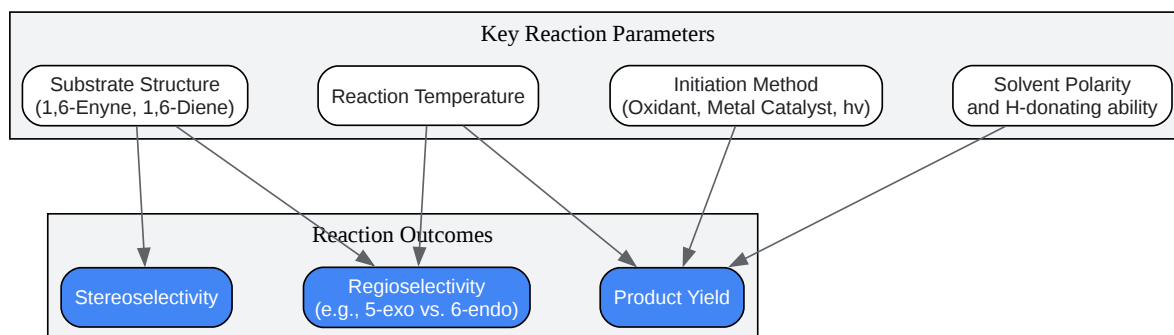 Key Reaction Parameters
Substrate Structure
(1,6-Enyne, 1,6-Diene)
Reaction Temperature
Initiation Method
(Oxidant, Metal Catalyst, hv)
Solvent Polarity
and H-donating ability
Reaction Outcomes
Stereoselectivity
Regioselectivity
(e.g., 5-exo vs. 6-endo)
Product Yield